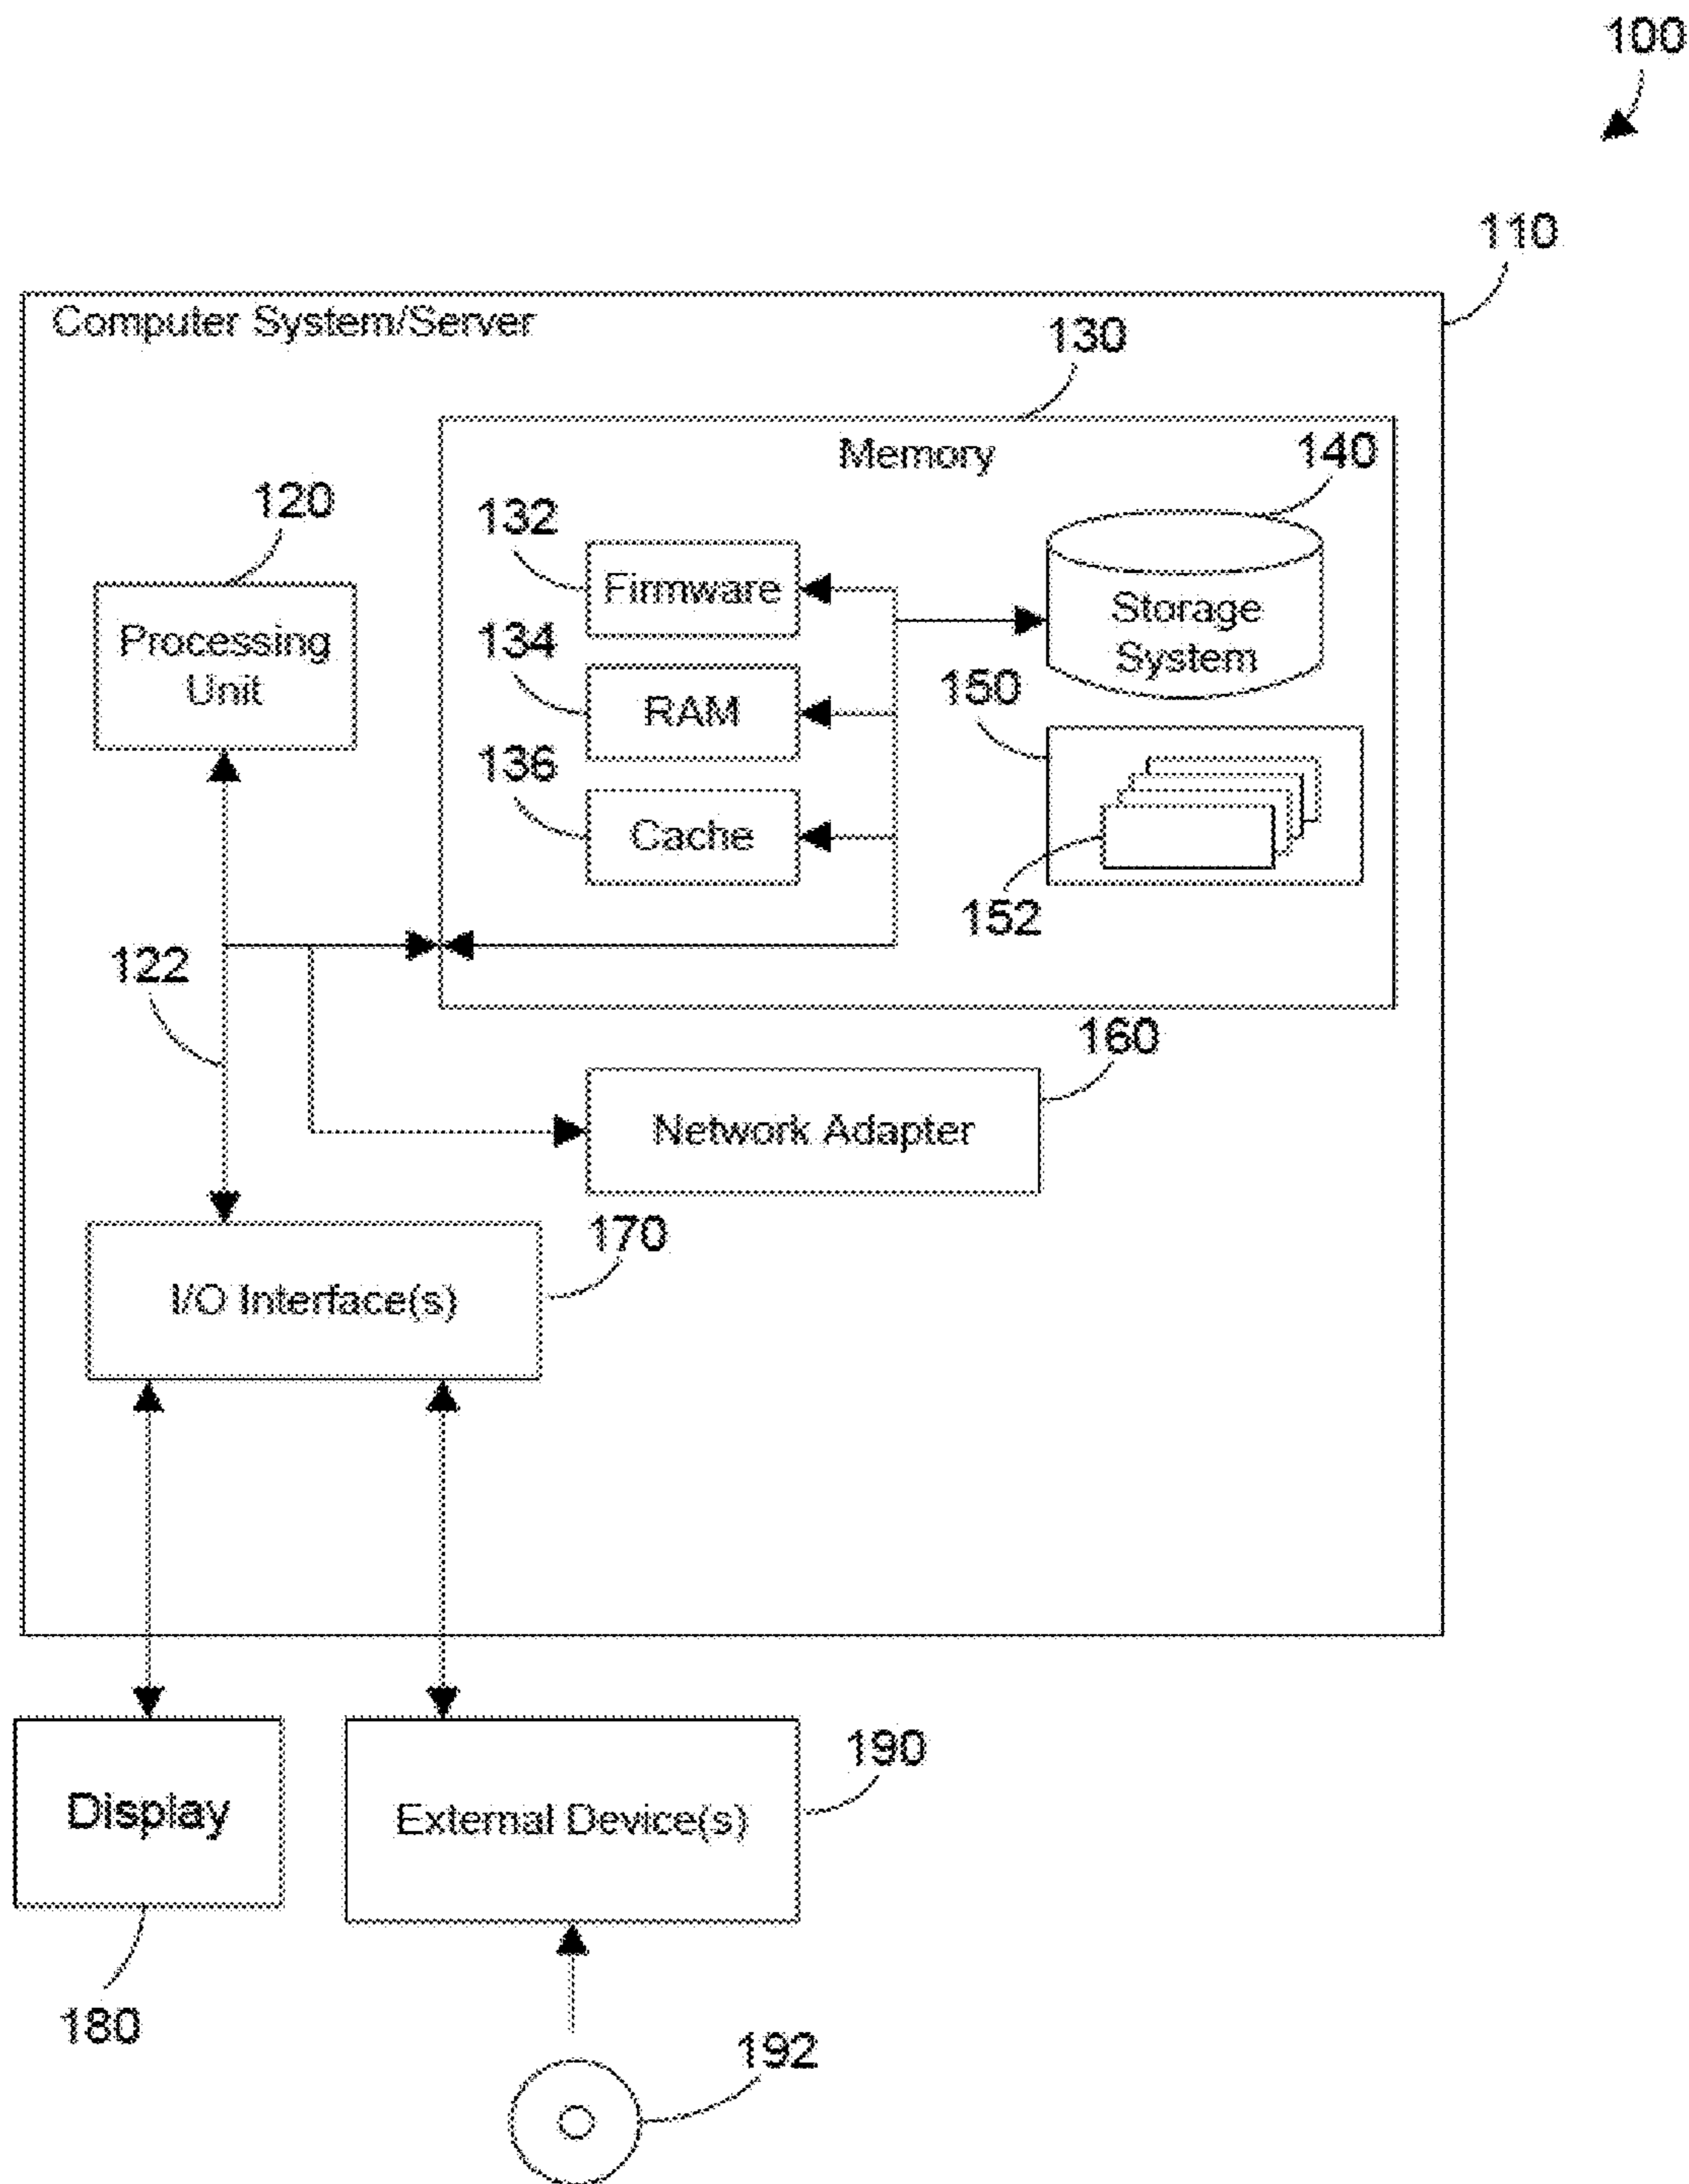 100
110
Computer System/Server
130
Memory
140
120
132
Firmware
Processing
Unit
Storage
System
134
RAM
150
136
Cache
152
122
160
Network Adapter
170
I/O Interface(s)
190
Display
External Device(s)
180
192